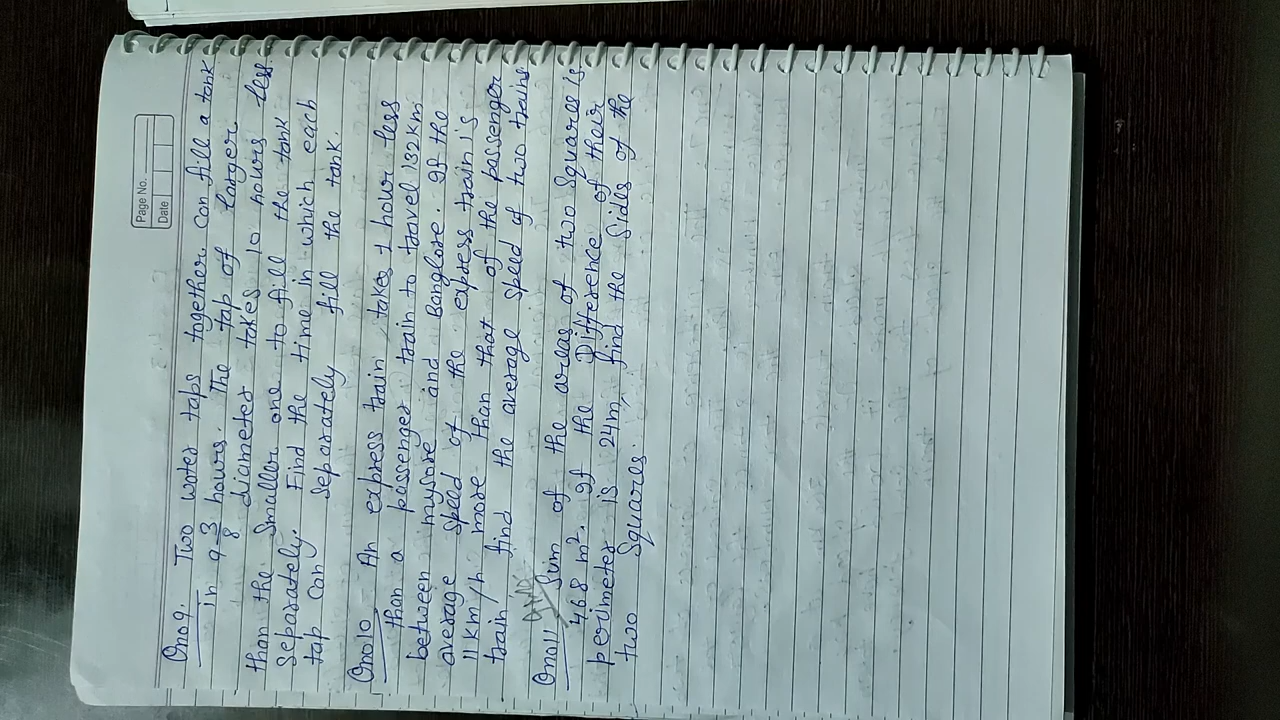 Page No.
Date
Qno9. Two water taps together can fill a tank
in 9 3/8 hours. The tap of larger
diameter takes 10 hours less
than the smaller one to fill the tank
Separately. Find the time in which each
tap can separately fill the tank.
Qno10 An express train takes 1 hour less
than a passenger train to travel 132 km
between mysore and Banglore. If the
average speed of the express train is
11 km/h more than that of the passenger
train, find the average speed of two trains
Qno11 Sum of the areas of two Squares is
468 m². If the Difference of their
perimeter is 24m, find the Sides of the
two Squares.